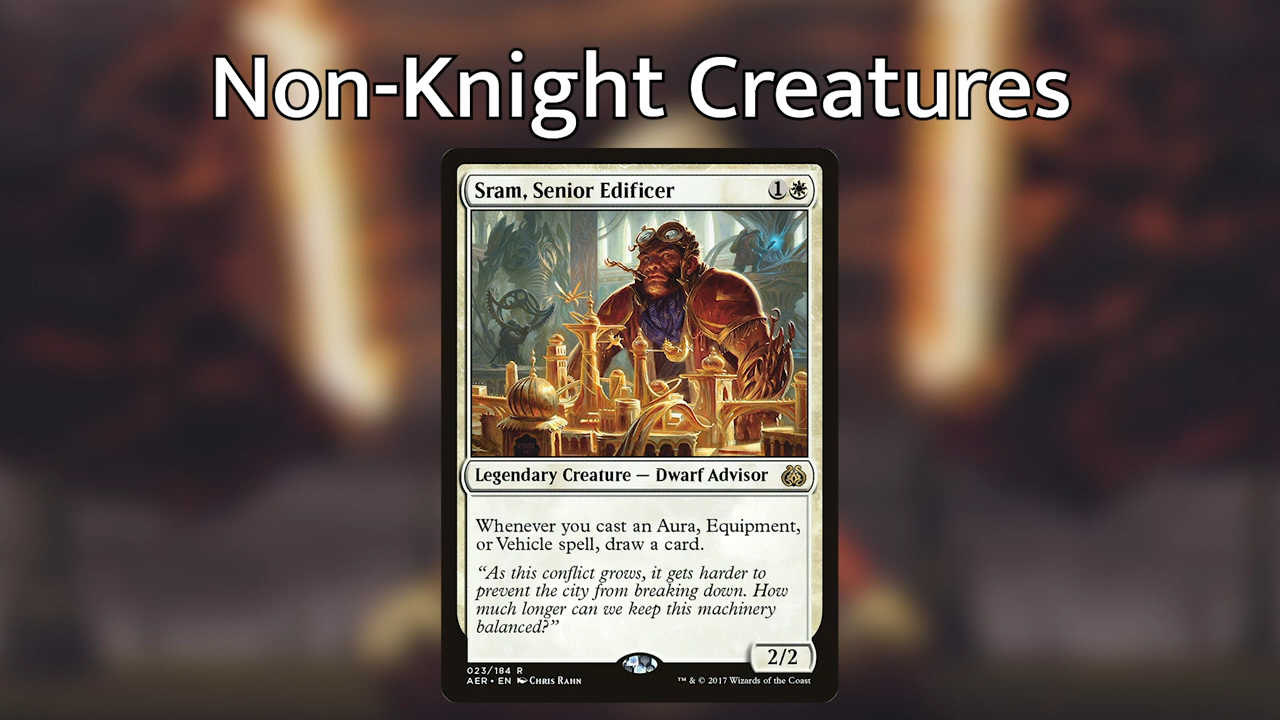 Non-Knight Creatures
Sram, Senior Edificer 1
Legendary Creature — Dwarf Advisor
Whenever you cast an Aura, Equipment,
or Vehicle spell, draw a card.
“As this conflict grows, it gets harder to
prevent the city from breaking down. How
much longer can we keep this machinery
balanced?”
2/2
023/184 R
AER • EN Chris Rahn
™ & © 2017 Wizards of the Coast